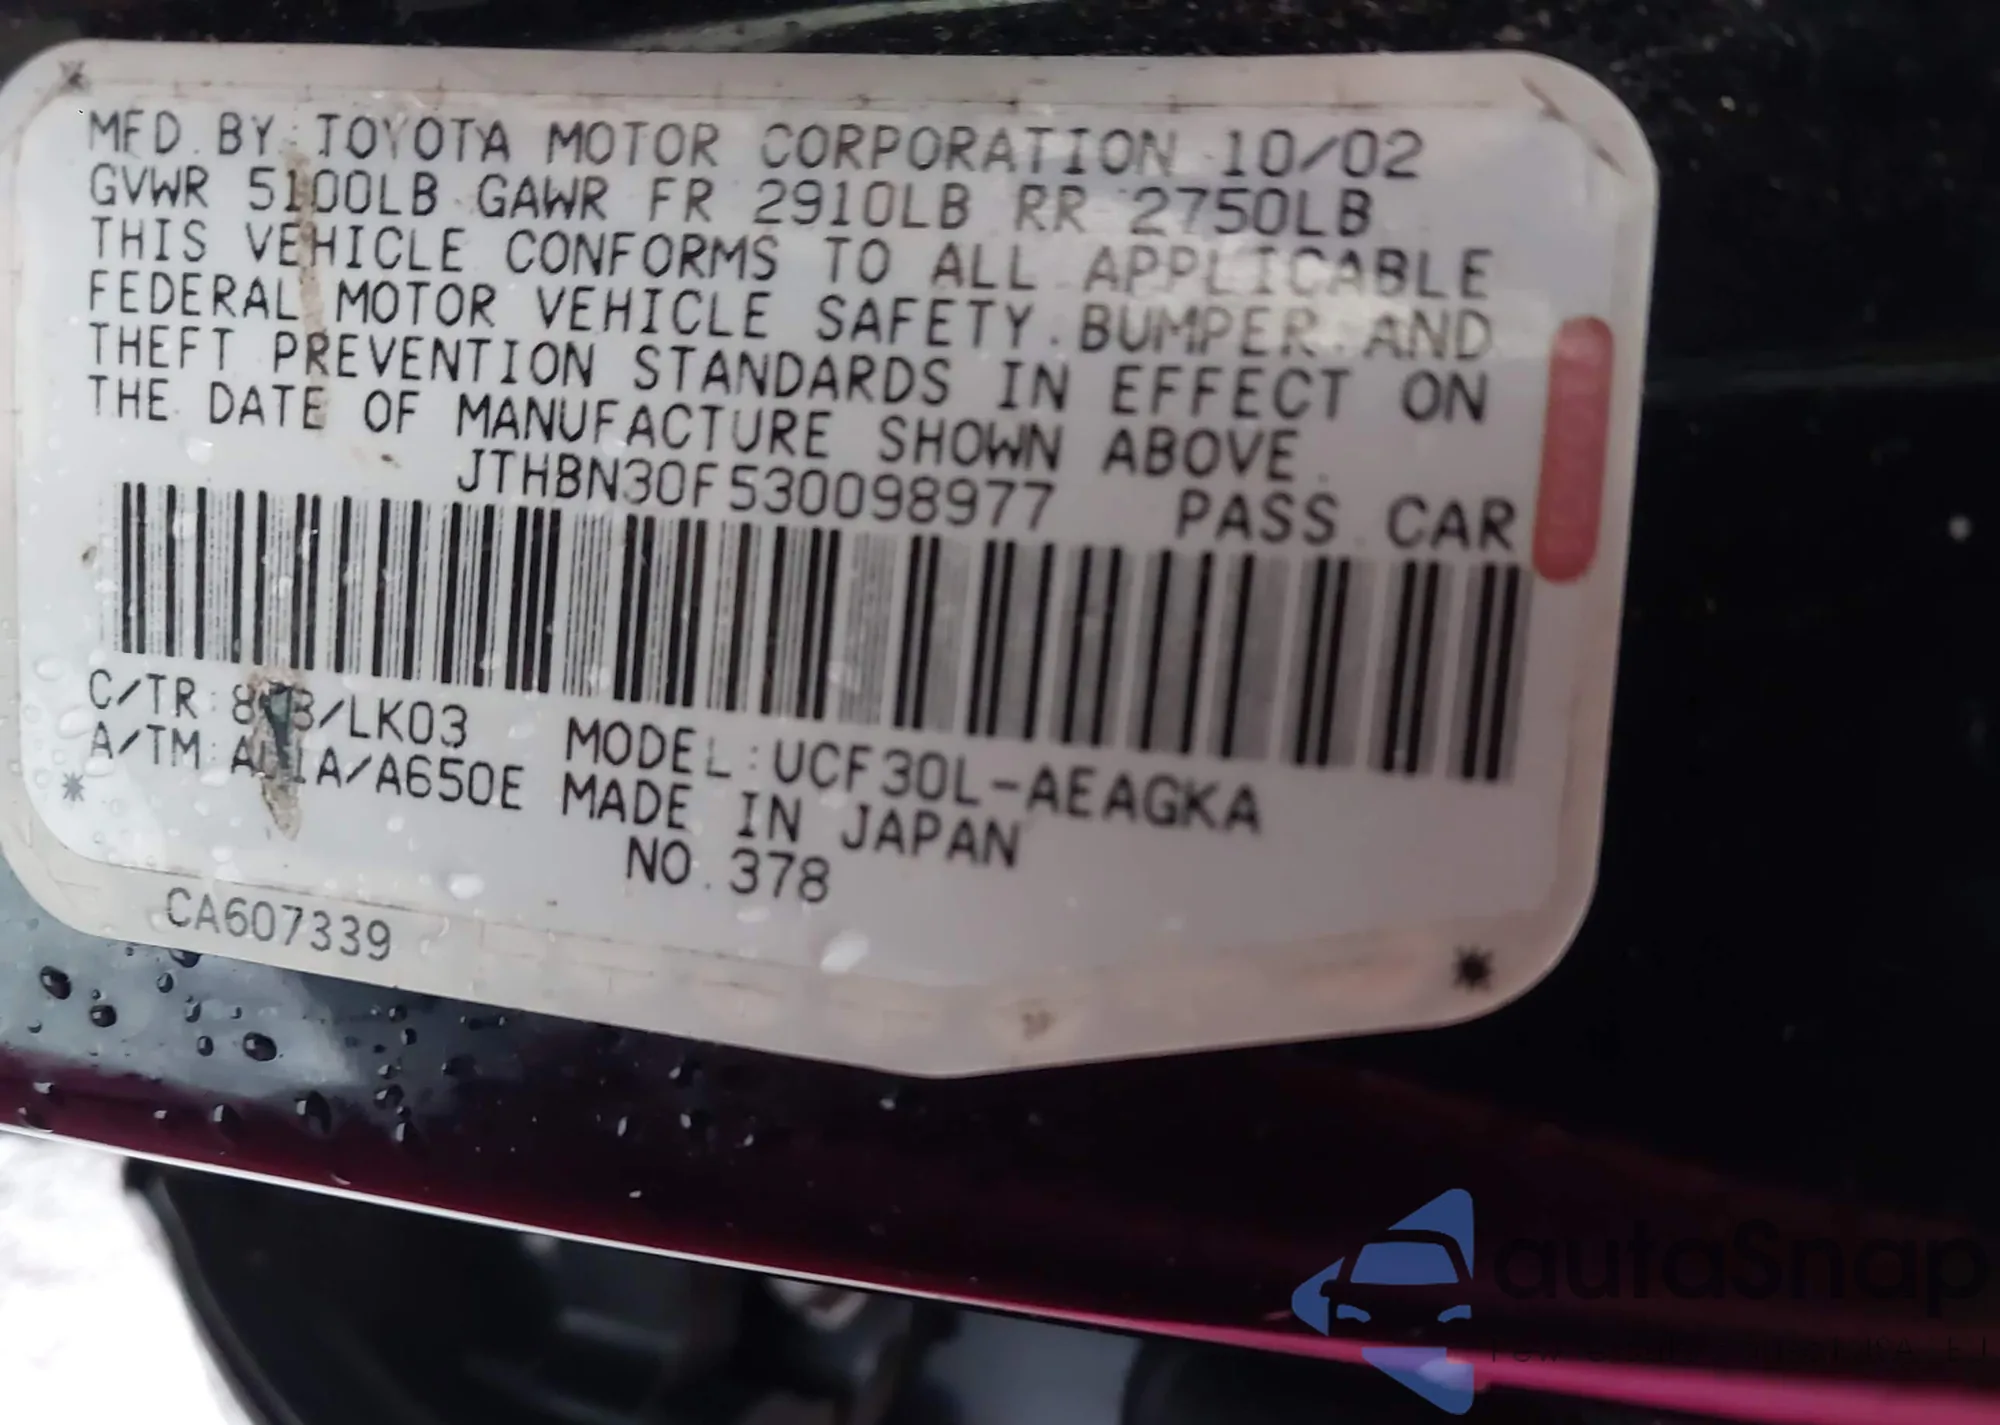 MFD. BY: TOYOTA MOTOR CORPORATION 10/02
GVWR 5100LB GAWR FR 2910LB RR 2750LB
THIS VEHICLE CONFORMS TO ALL APPLICABLE
FEDERAL MOTOR VEHICLE SAFETY, BUMPER AND
THEFT PREVENTION STANDARDS IN EFFECT ON
THE DATE OF MANUFACTURE SHOWN ABOVE.
JTHBN30F530098977 PASS. CAR
C/TR: /LK03 MODEL: UCF30L-AEAGKA
A/TM: /A650E MADE IN JAPAN
NO. 378
CA607339
autaSnap